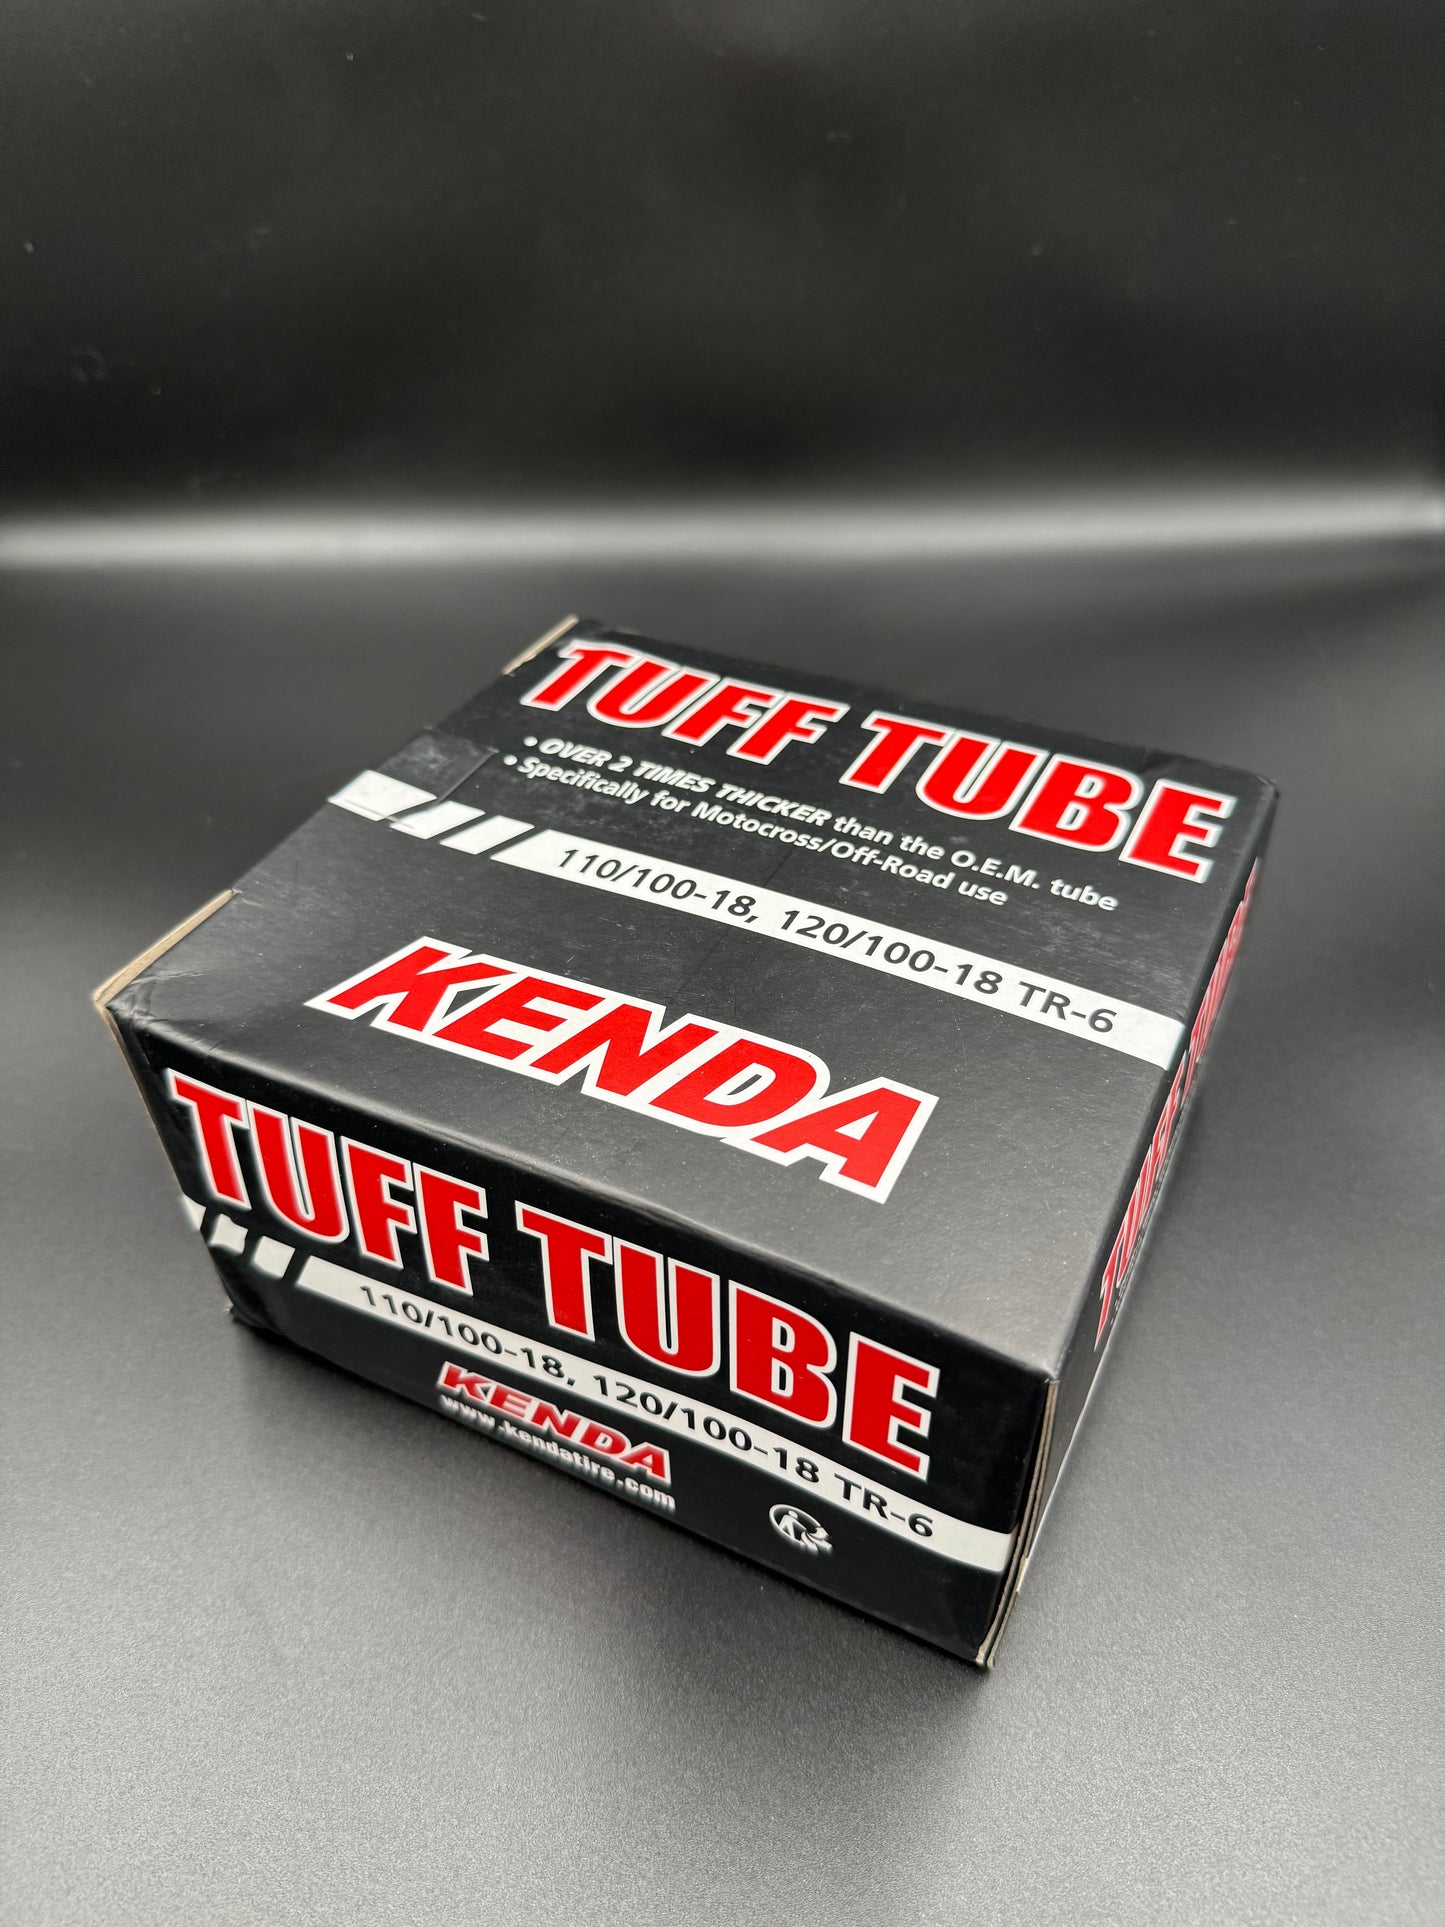 TUFF TUBE
• OVER 2 TIMES THICKER than the O.E.M. tube
• Specifically for Motocross/Off-Road use
110/100-18, 120/100-18 TR-6
KENDA
TUFF TUBE
110/100-18, 120/100-18 TR-6
KENDA
www.kendatire.com
TUFF TUBE